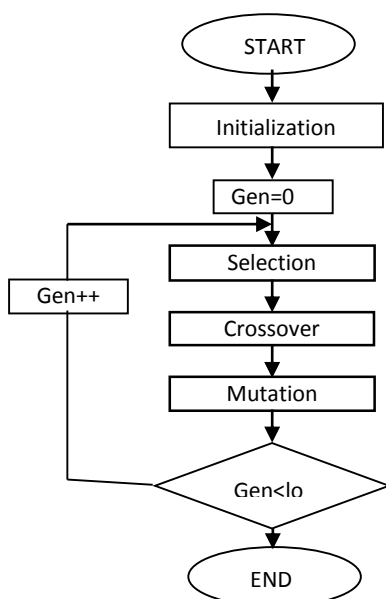 START
Initialization
Gen=0
Selection
Gen++
Crossover
Mutation
Gen<lo
END